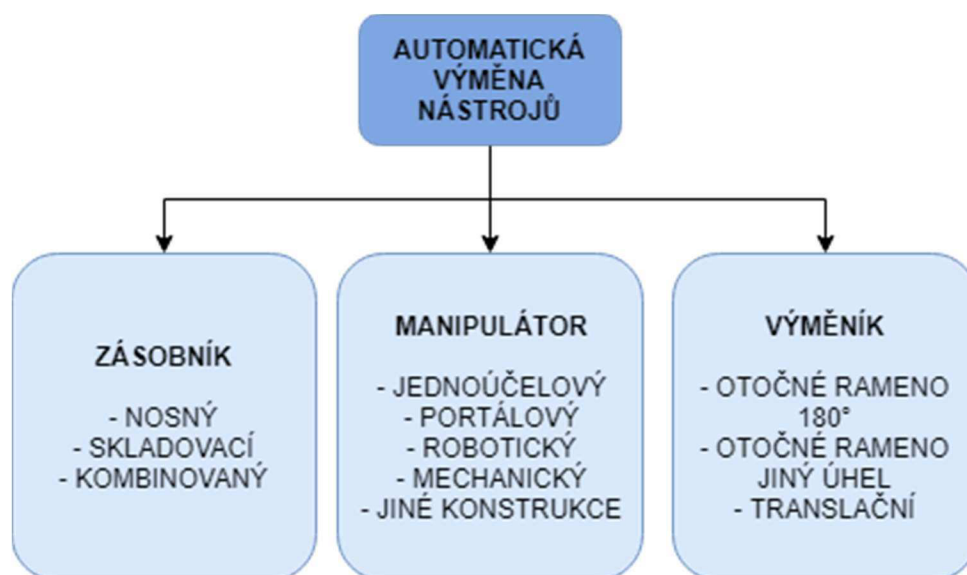 AUTOMATICKÁ
VÝMĚNA
NÁSTROJŮ
ZÁSOBNÍK
- NOSNÝ
- SKLADOVACÍ
- KOMBINOVANÝ
MANIPULÁTOR
- JEDNOÚČELOVÝ
- PORTÁLOVÝ
- ROBOTICKÝ
- MECHANICKÝ
- JINÉ KONSTRUKCE
VÝMĚNÍK
- OTOČNÉ RAMENO
180°
- OTOČNÉ RAMENO
JINÝ ÚHEL
- TRANSLAČNÍ